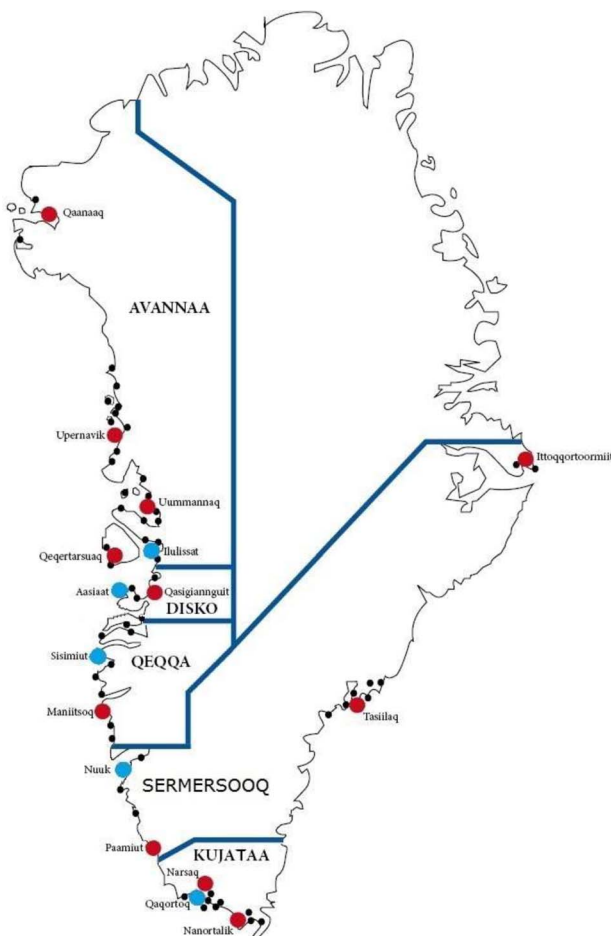 Qaanaaq
AVANNAA
Upernavik
Ittoqqortoormiit
Uummannaq
Ilulissat
Qeqertarsuaq
Aasiaat
Qasigiannguit
DISKO
Sisimiut
QEQQA
Maniitsoq
Tasiilaq
Nuuk
SERMERSOOQ
Paamiut
KUJATAA
Narsaq
Qaqortoq
Nanortalik